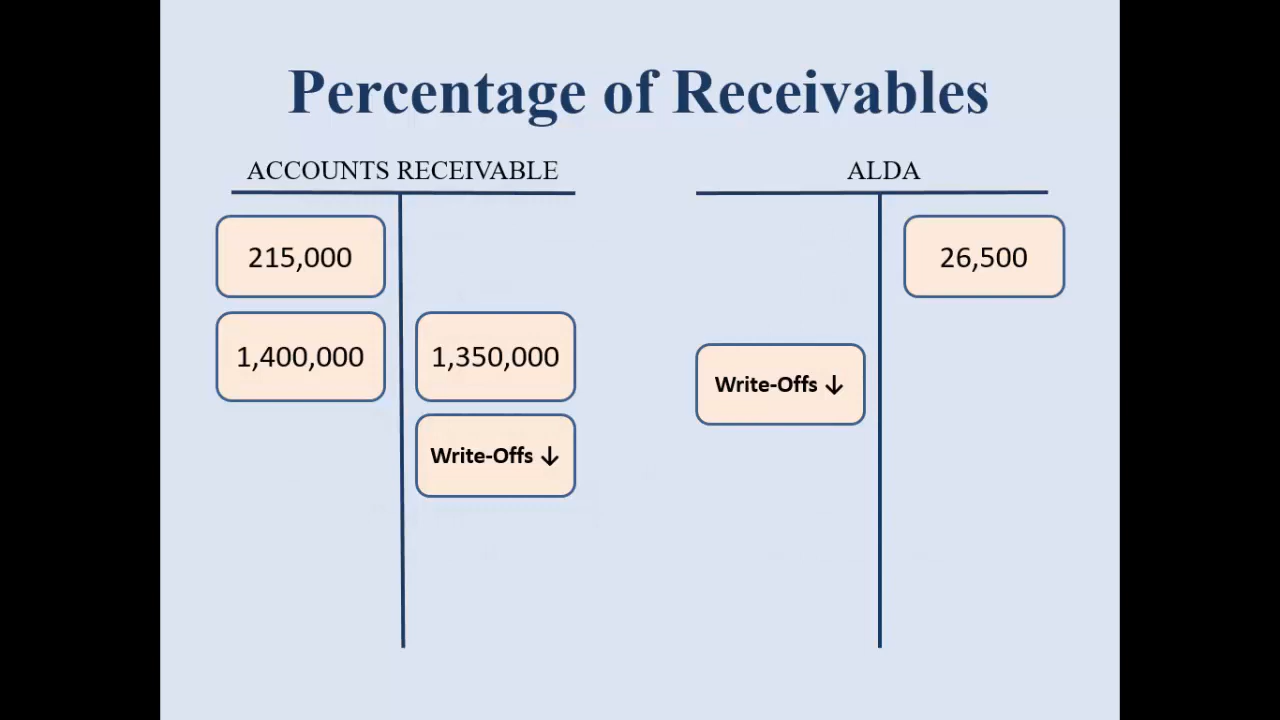 Percentage of Receivables
ACCOUNTS RECEIVABLE
215,000
1,400,000
1,350,000
Write-Offs ↓
ALDA
26,500
Write-Offs ↓